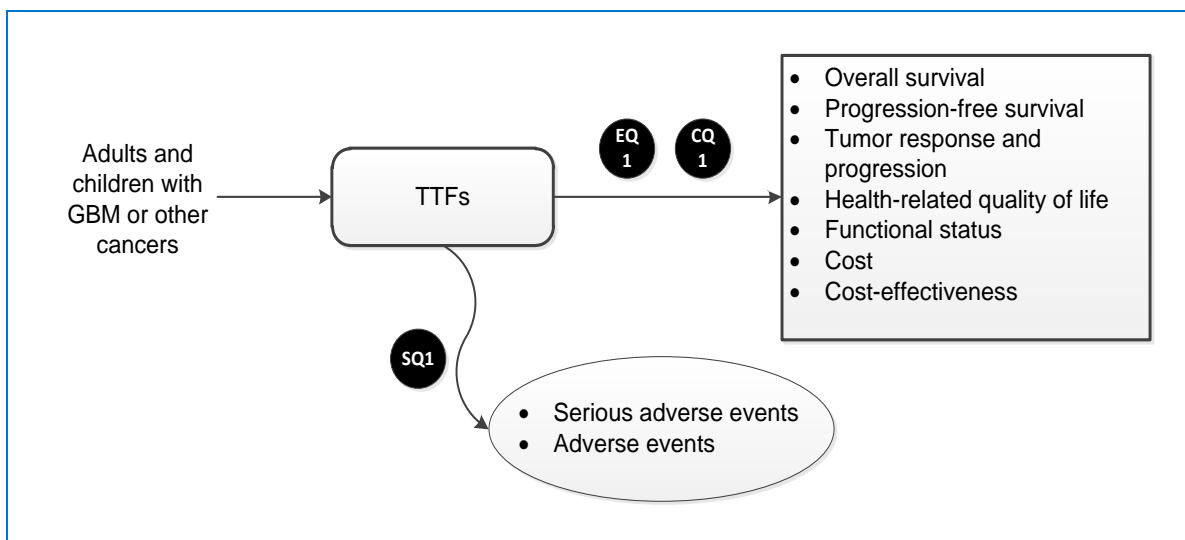 Adults and
children with
GBM or other
cancers
TTFs
EQ
1
CQ
1
• Overall survival
• Progression-free survival
• Tumor response and
progression
• Health-related quality of life
• Functional status
• Cost
• Cost-effectiveness
SQ1
• Serious adverse events
• Adverse events